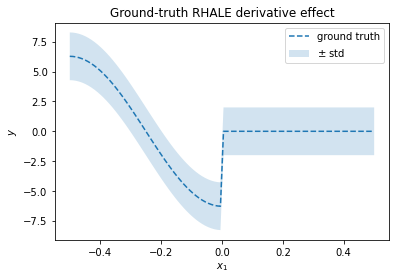 Ground-truth RHALE derivative effect
ground truth
± std
7.5
5.0
2.5
0.0
−2.5
−5.0
−7.5
y
−0.4 −0.2 0.0 0.2 0.4
x₁